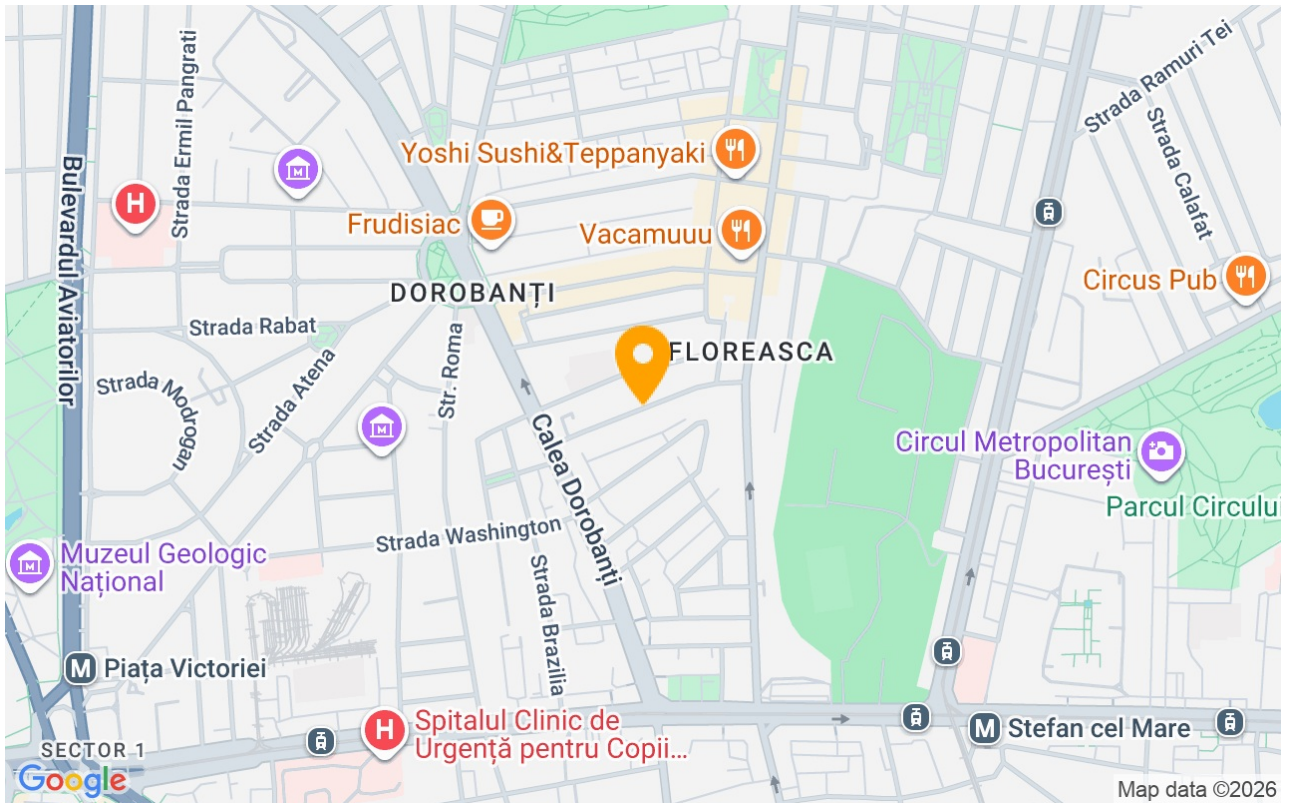 Strada Ermil Pangrati
Strada Ramuri Tei
Strada Calafat
Bulevardul Aviatorilor
H
Yoshi Sushi&Teppanyaki
Frudisiac
Vacamuuu
Circus Pub
DOROBANȚI
Strada Rabat
FLOREASCA
Strada Atena
Str. Roma
Strada Modrogan
Calea Dorobanți
Circul Metropolitan
București
Parcul Circului
Strada Washington
Muzeul Geologic
Național
Strada Brazilia
M Piața Victoriei
H
Spitalul Clinic de
Urgență pentru Copii...
M Stefan cel Mare
SECTOR 1
Google
Map data ©2026